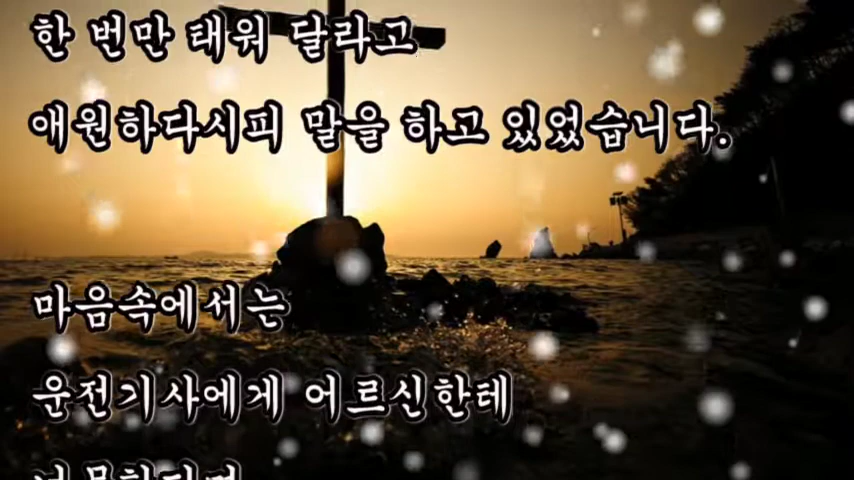 한 번만 태워 달라고
애원하다시피 말을 하고 있었습니다.
마음속에서는
운전기사에게 어르신한테